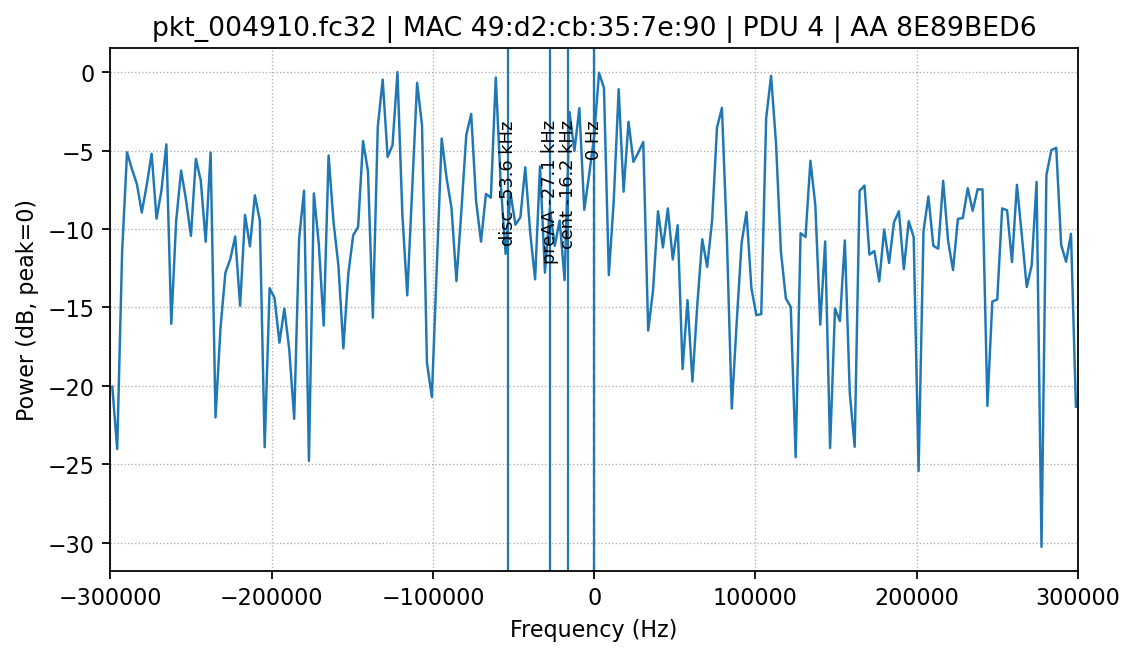 pkt_004910.fc32 | MAC 49:d2:cb:35:7e:90 | PDU 4 | AA 8E89BED6
Power (dB, peak=0)
0
−5
−10
−15
−20
−25
−30
disc -53.6 kHz
preAA -27.1 kHz
cent -16.2 kHz
0 Hz
−300000
−200000
−100000
0
100000
200000
300000
Frequency (Hz)